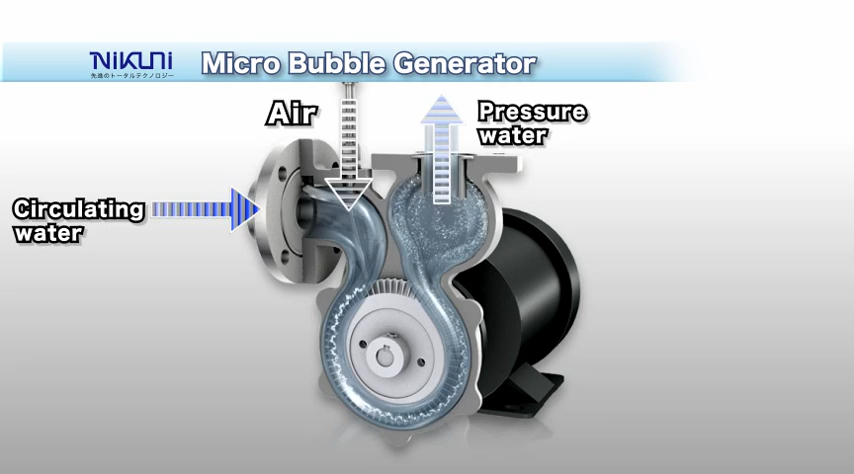 NIKUNI
先進のトータルテクノロジー
Micro Bubble Generator
Air
Pressure
water
Circulating
water